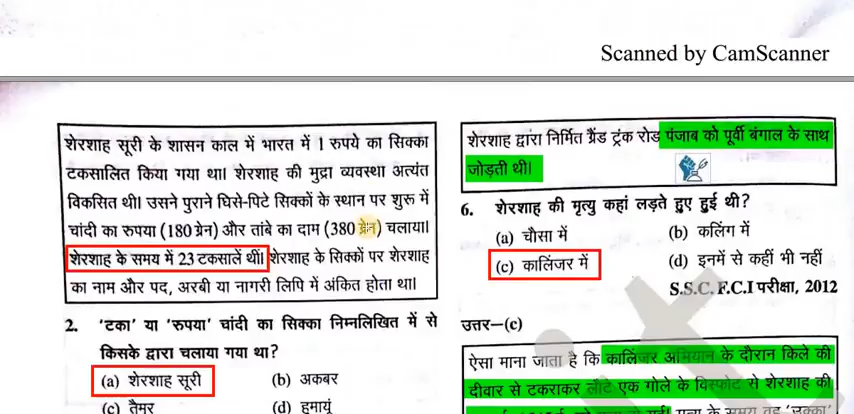 Scanned by CamScanner
शेरशाह सूरी के शासन काल में भारत में 1 रुपये का सिक्का
टकसालित किया गया था। शेरशाह की मुद्रा व्यवस्था अत्यंत
विकसित थी। उसने पुराने घिसे-पिटे सिक्कों के स्थान पर शुरू में
चांदी का रुपया (180 ग्रेन) और तांबे का दाम (380 ग्रेन) चलाया।
शेरशाह के समय में 23 टकसालें थीं। शेरशाह के सिक्कों पर शेरशाह
का नाम और पद, अरबी या नागरी लिपि में अंकित होता था।
2. 'टका' या 'रुपया' चांदी का सिक्का निम्नलिखित में से
किसके द्वारा चलाया गया था?
(a) शेरशाह सूरी (b) अकबर
(c) तैमूर (d) हुमायूं
शेरशाह द्वारा निर्मित ग्रैंड ट्रंक रोड पंजाब को पूर्वी बंगाल के साथ
जोड़ती थी।
6. शेरशाह की मृत्यु कहां लड़ते हुए हुई थी?
(a) चौसा में (b) कलिंग में
(c) कालिंजर में (d) इनमें से कहीं भी नहीं
S.S.C. F.C.I परीक्षा, 2012
उत्तर–(c)
ऐसा माना जाता है कि कालिंजर अभियान के दौरान किले की
दीवार से टकराकर लौटे एक गोले के विस्फोट से शेरशाह की